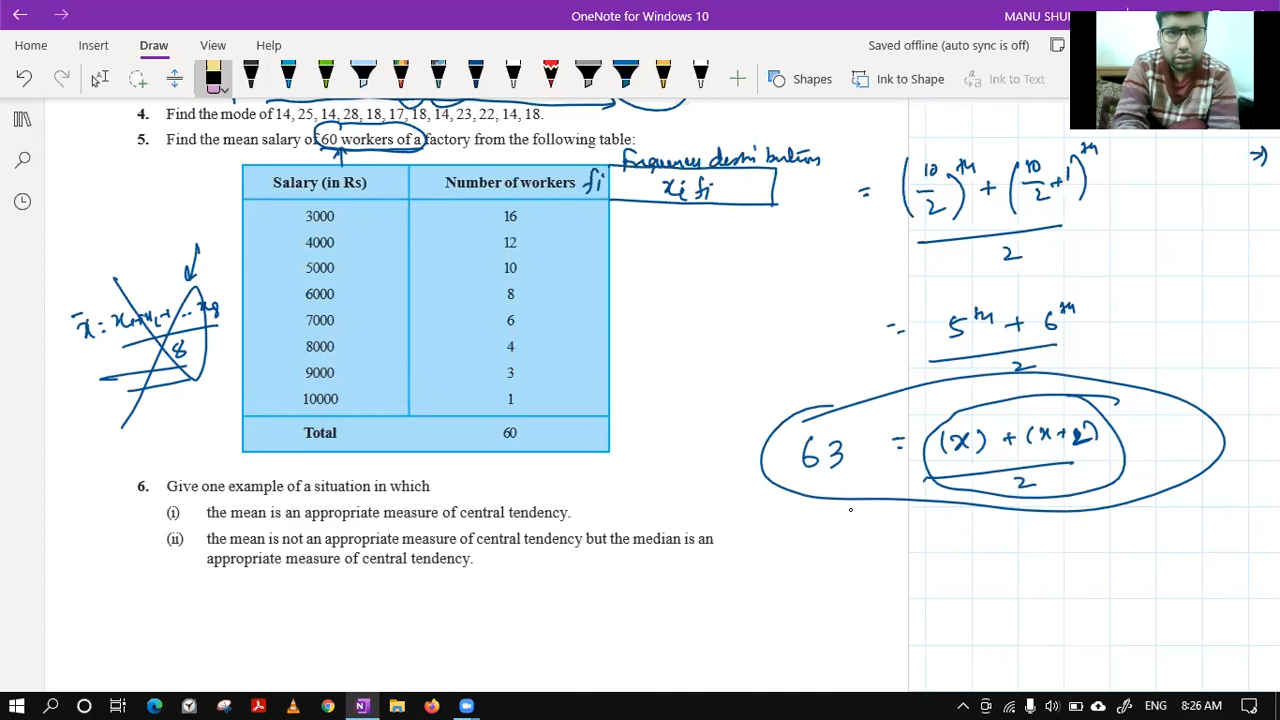 OneNote for Windows 10
MANU SHU
Home Insert Draw View Help
Saved offline (auto sync is off)
Shapes Ink to Shape Ink to Text
4. Find the mode of 14, 25, 14, 28, 18, 17, 18, 14, 23, 22, 14, 18.
5. Find the mean salary of 60 workers of a factory from the following table:
Frequency destribution
Salary (in Rs) Number of workers fi xi fi
3000 16
4000 12
5000 10
6000 8
7000 6
8000 4
9000 3
10000 1
Total 60
8
6. Give one example of a situation in which
(i) the mean is an appropriate measure of central tendency.
(ii) the mean is not an appropriate measure of central tendency but the median is an
appropriate measure of central tendency.
= (10/2)th + (10/2 + 1)th
2
= 5th + 6th
2
63 = (x) + (x+2)
2
ENG 8:26 AM